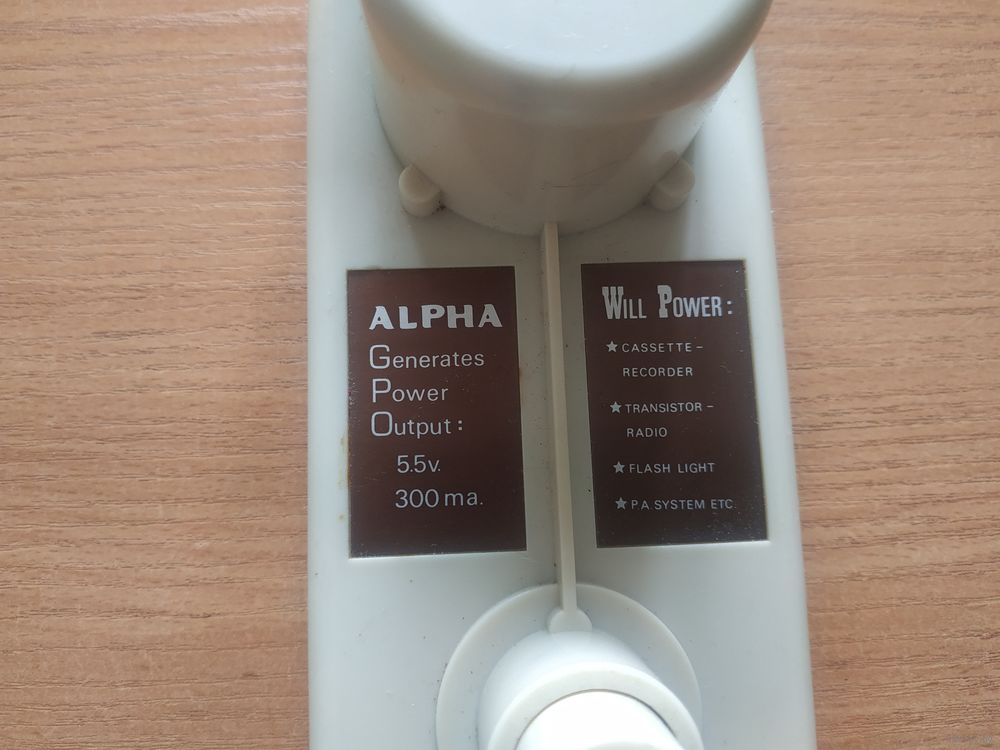 ALPHA
Generates
Power
Output:
5.5v.
300 ma.
WILL POWER:
★ CASSETTE-
RECORDER
★ TRANSISTOR-
RADIO
★ FLASH LIGHT
★ P.A. SYSTEM ETC.